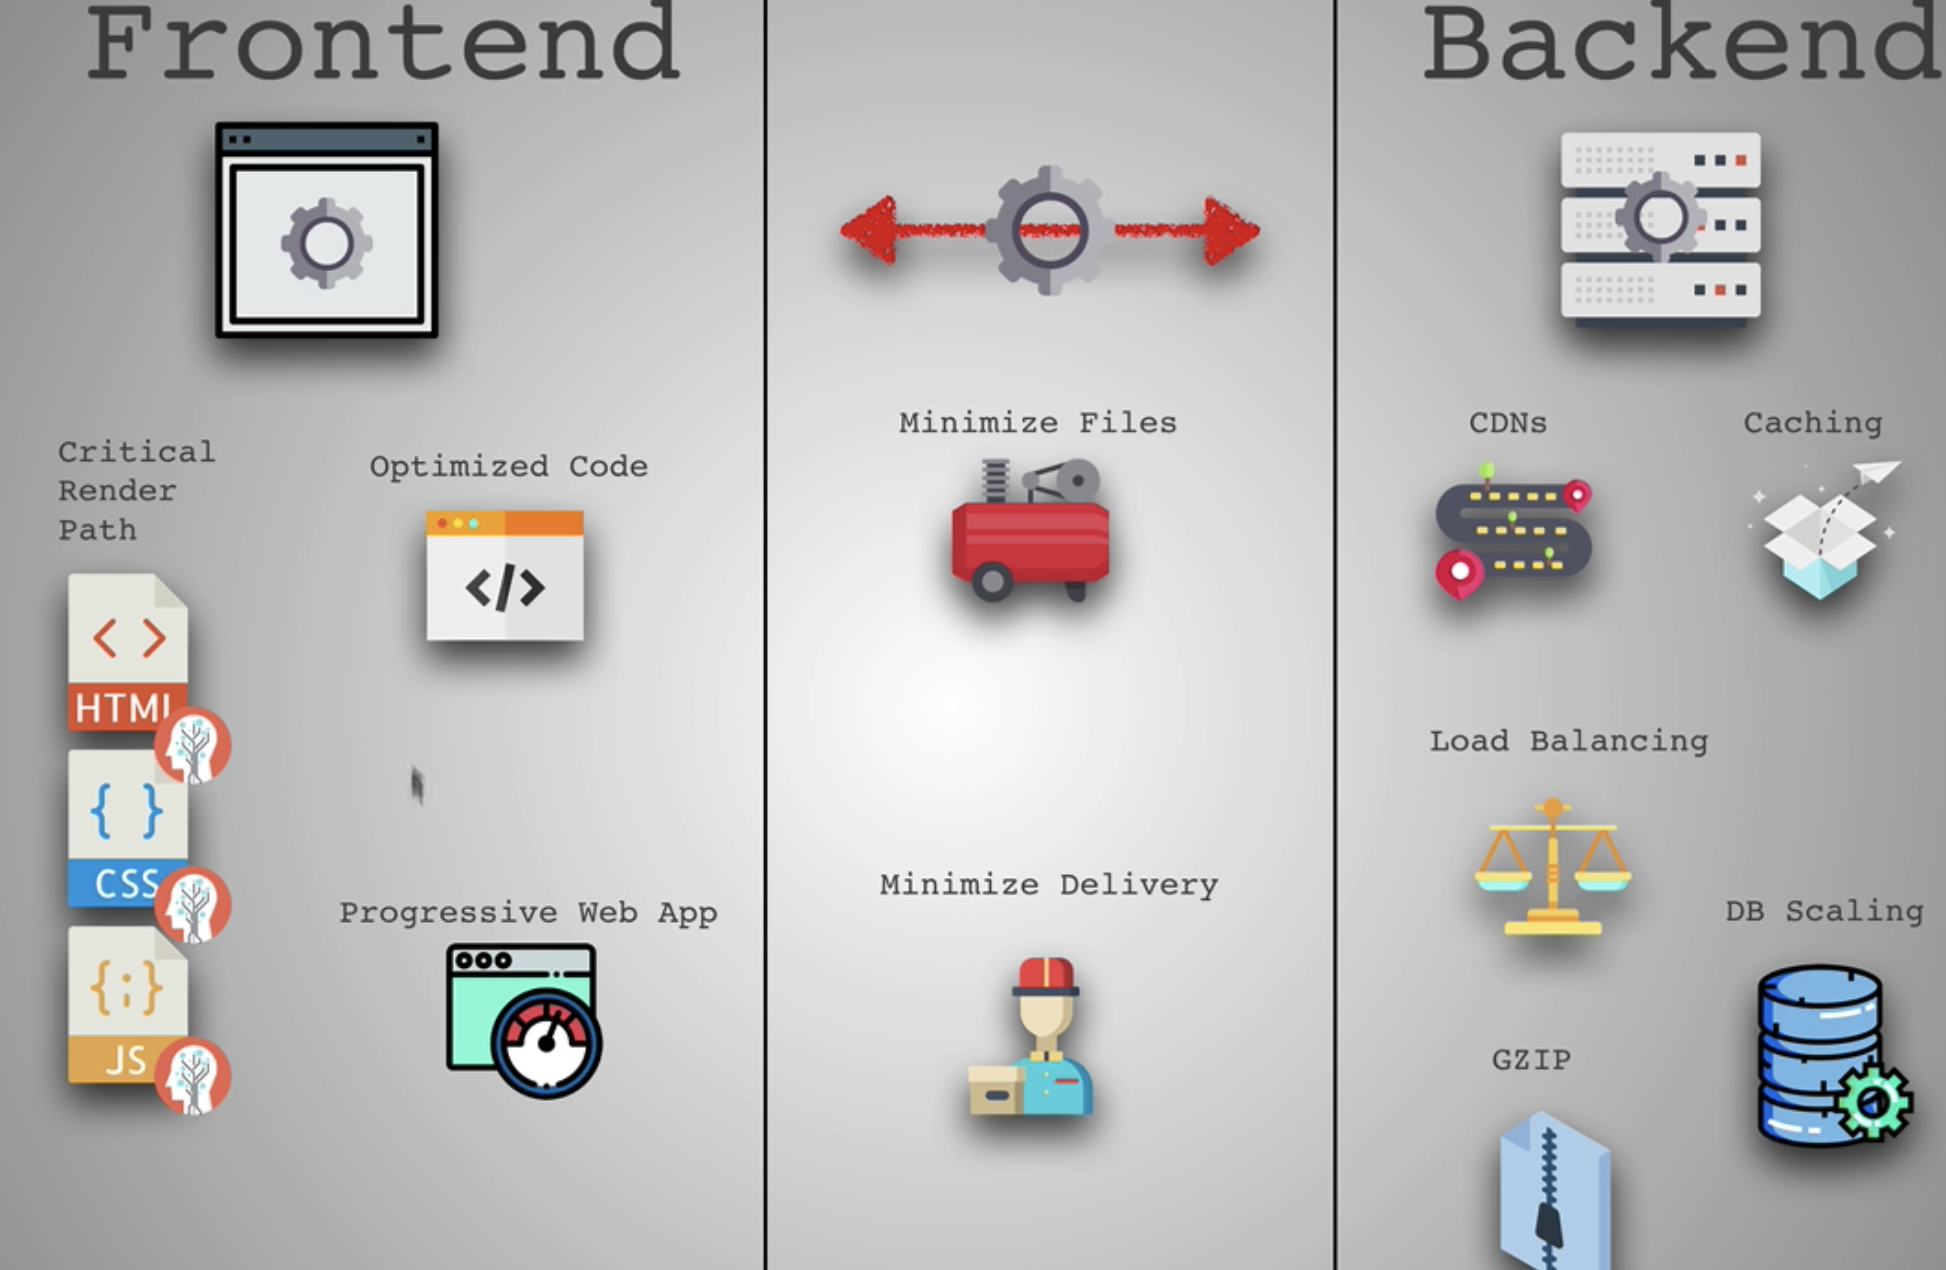 Frontend
Backend
Critical
Render
Path
Optimized Code
HTML
CSS
JS
Progressive Web App
Minimize Files
Minimize Delivery
CDNs
Caching
Load Balancing
DB Scaling
GZIP